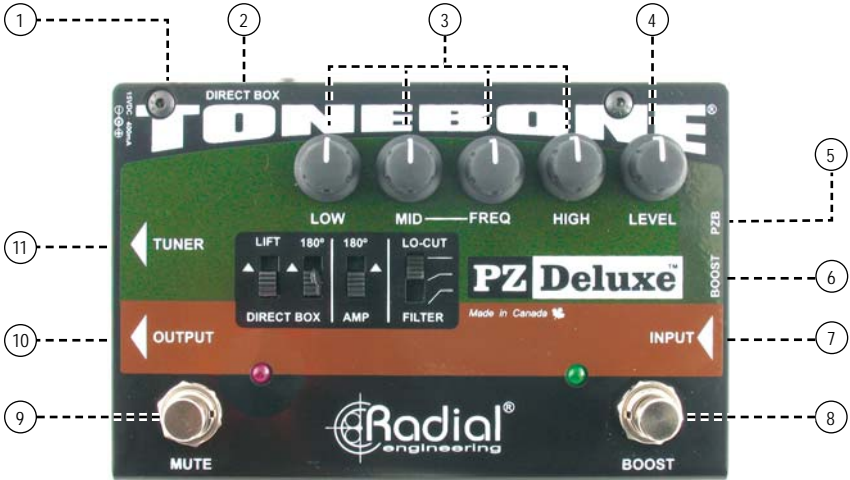 1
2
3
4
DIRECT BOX
15VDC 400mA
TONEBONE®
5
LOW
MID
FREQ
HIGH
LEVEL
PZB
11
TUNER
LIFT
180°
180°
LO-CUT
PZ Deluxe™
BOOST
6
DIRECT BOX
AMP
FILTER
Made in Canada
10
OUTPUT
INPUT
7
9
Radial®
engineering
8
MUTE
BOOST